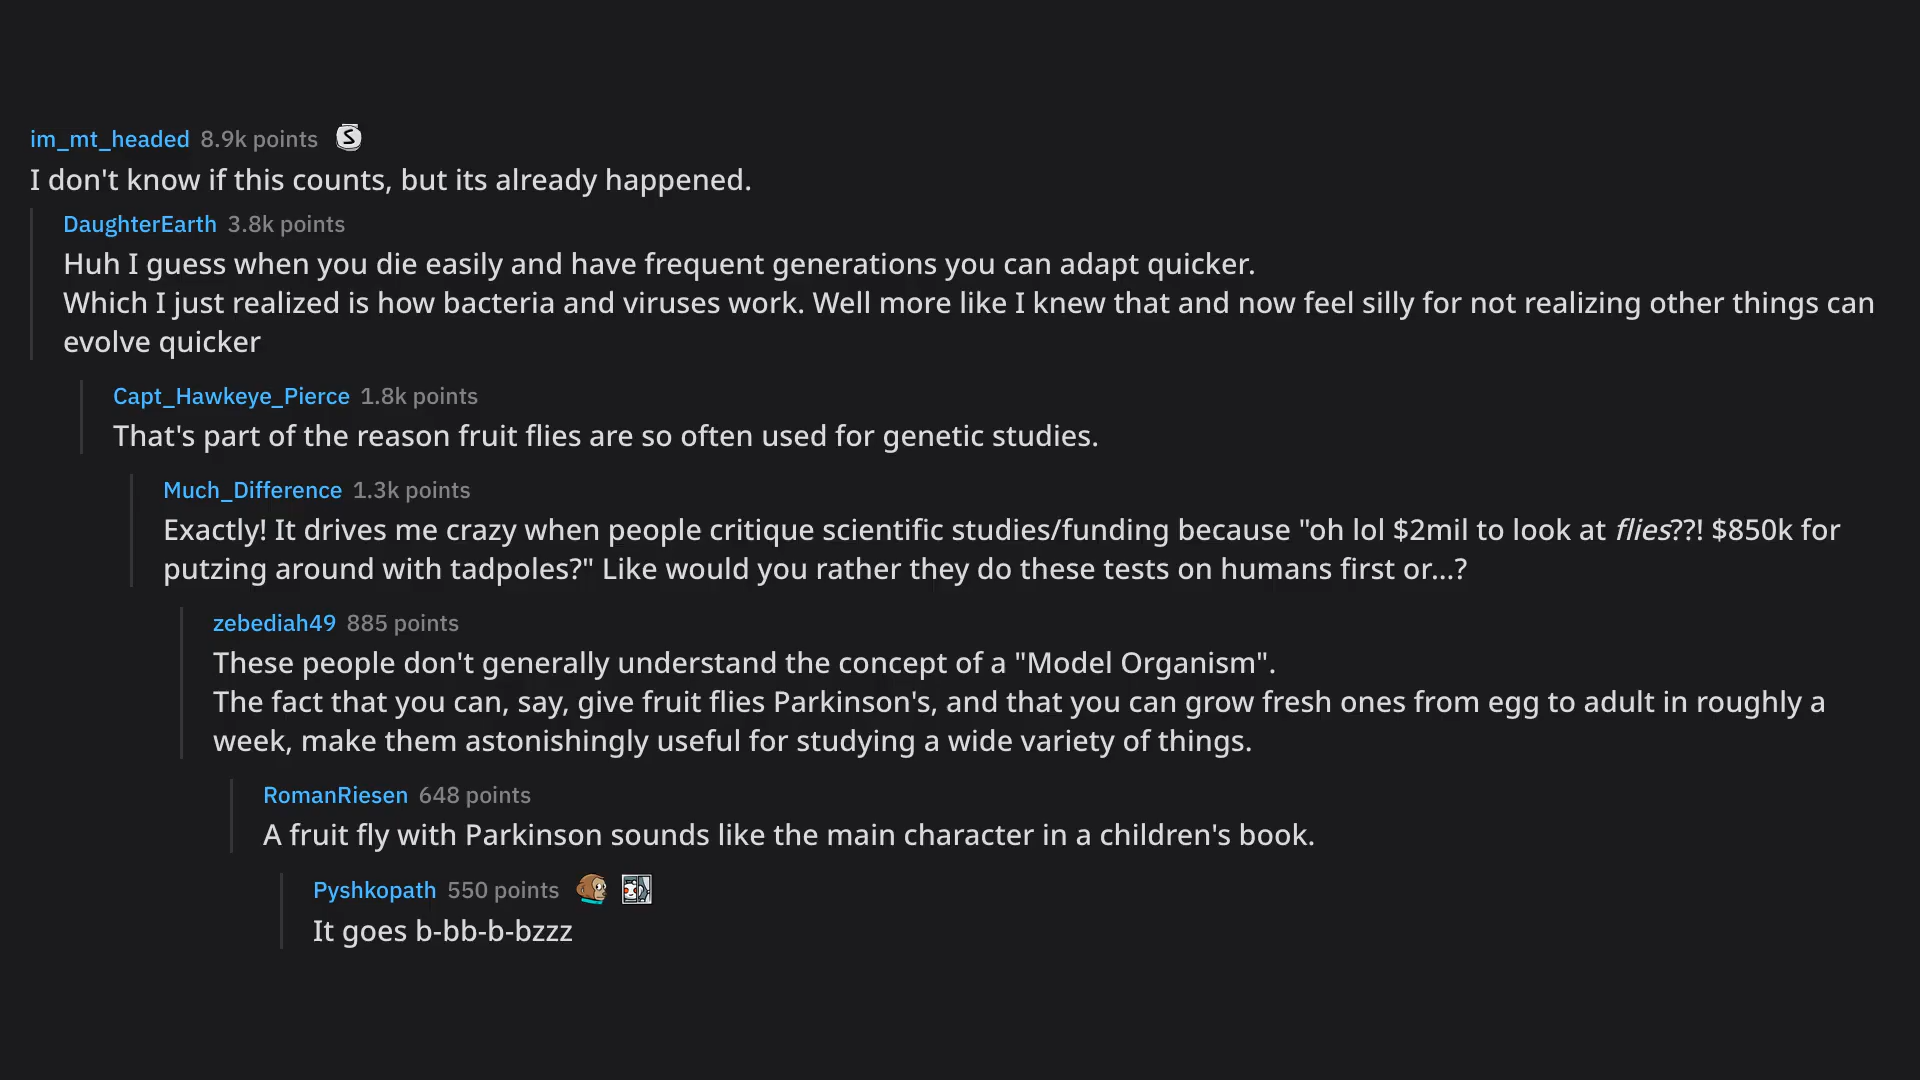 im_mt_headed 8.9k points
I don't know if this counts, but its already happened.
DaughterEarth 3.8k points
Huh I guess when you die easily and have frequent generations you can adapt quicker.
Which I just realized is how bacteria and viruses work. Well more like I knew that and now feel silly for not realizing other things can
evolve quicker
Capt_Hawkeye_Pierce 1.8k points
That's part of the reason fruit flies are so often used for genetic studies.
Much_Difference 1.3k points
Exactly! It drives me crazy when people critique scientific studies/funding because "oh lol $2mil to look at flies??! $850k for
putzing around with tadpoles?" Like would you rather they do these tests on humans first or...?
zebediah49 885 points
These people don't generally understand the concept of a "Model Organism".
The fact that you can, say, give fruit flies Parkinson's, and that you can grow fresh ones from egg to adult in roughly a
week, make them astonishingly useful for studying a wide variety of things.
RomanRiesen 648 points
A fruit fly with Parkinson sounds like the main character in a children's book.
Pyshkopath 550 points
It goes b-bb-b-bzzz